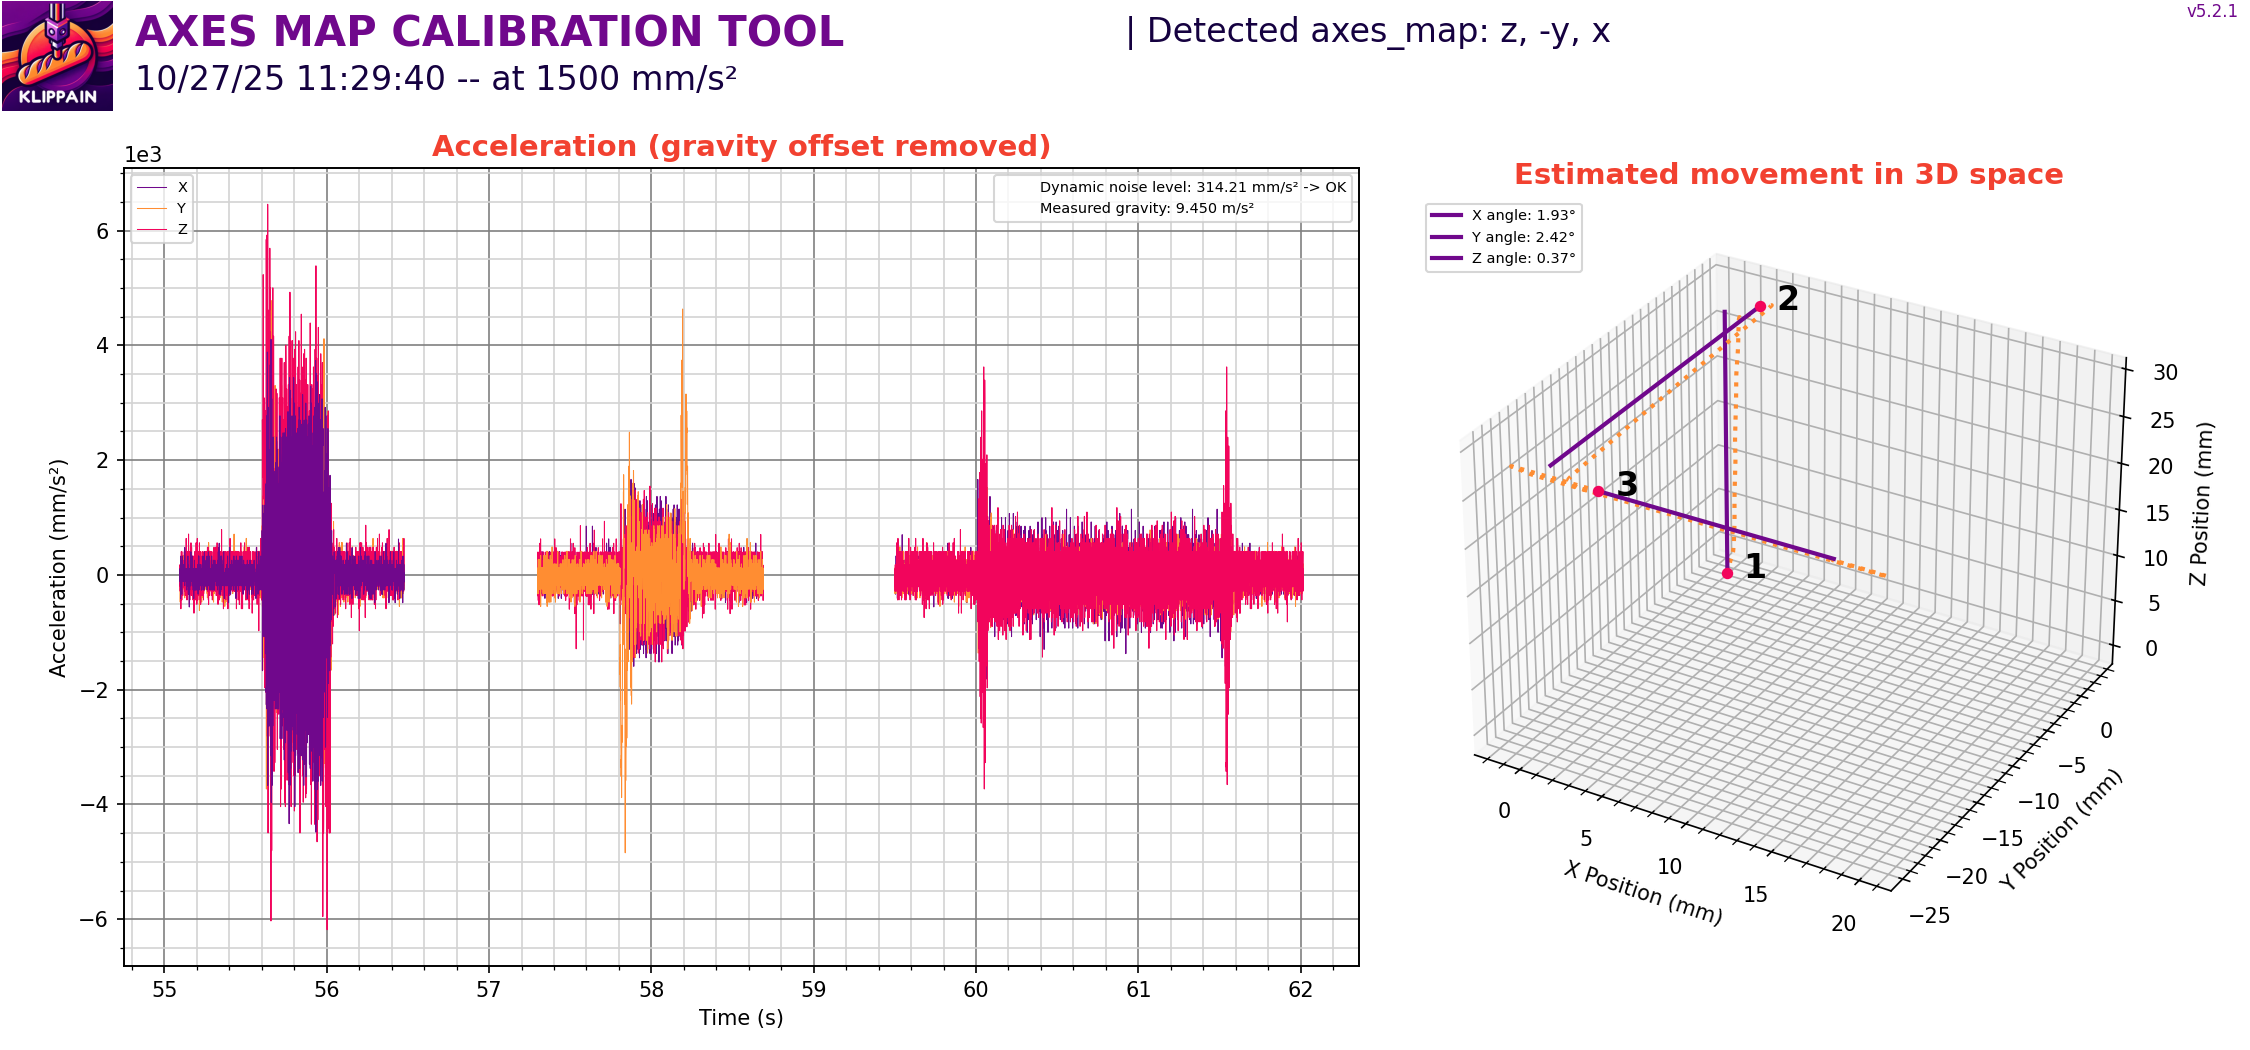 KLIPPAIN
AXES MAP CALIBRATION TOOL
| Detected axes_map: z, -y, x
v5.2.1
10/27/25 11:29:40 -- at 1500 mm/s²
Acceleration (gravity offset removed)
1e3
X
Y
Z
Dynamic noise level: 314.21 mm/s² -> OK
Measured gravity: 9.450 m/s²
6
4
2
0
−2
−4
−6
Acceleration (mm/s²)
55
56
57
58
59
60
61
62
Time (s)
Estimated movement in 3D space
X angle: 1.93°
Y angle: 2.42°
Z angle: 0.37°
2
3
1
30
25
20
15
10
5
0
Z Position (mm)
0
−5
−10
−15
−20
−25
Y Position (mm)
0
5
10
15
20
X Position (mm)